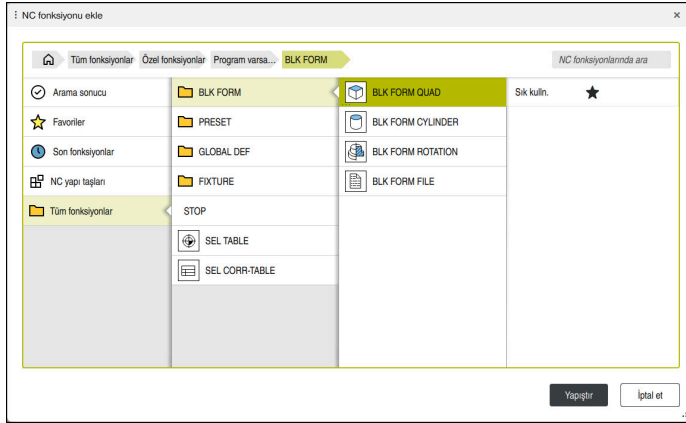 NC fonksiyonu ekle
Tüm fonksiyonlar Özel fonksiyonlar Program varsa... BLK FORM NC fonksiyonlarında ara
Arama sonucu BLK FORM BLK FORM QUAD Sık kulln.
Favoriler PRESET BLK FORM CYLINDER
Son fonksiyonlar GLOBAL DEF BLK FORM ROTATION
NC yapı taşları FIXTURE BLK FORM FILE
Tüm fonksiyonlar STOP
SEL TABLE
SEL CORR-TABLE
Yapıştır İptal et